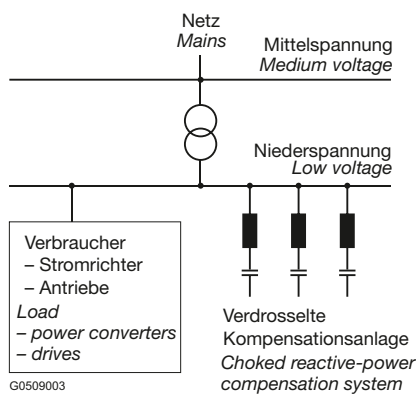 Netz
Mains
Mittelspannung
Medium voltage
Niederspannung
Low voltage
Verbraucher
– Stromrichter
– Antriebe
Load
– power converters
– drives
Verdrosselte
Kompensationsanlage
Choked reactive-power
compensation system
G0509003